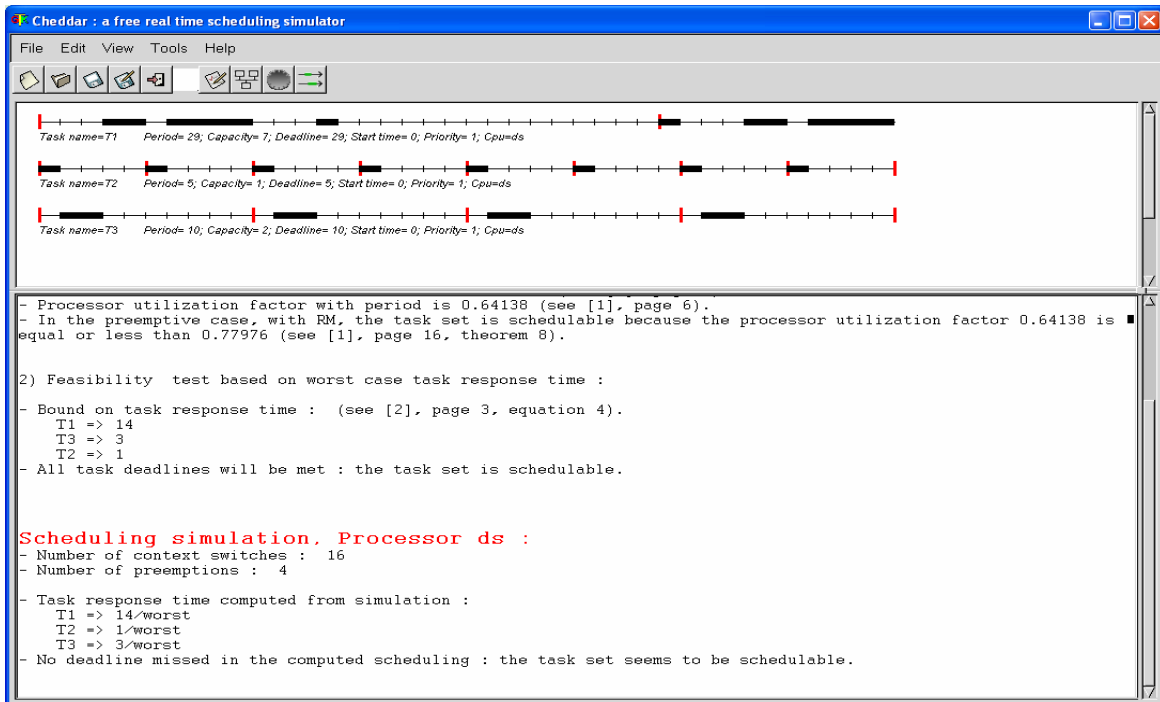 Cheddar : a free real time scheduling simulator
File Edit View Tools Help
Task name=T1 Period= 29; Capacity= 7; Deadline= 29; Start time= 0; Priority= 1; Cpu=ds
Task name=T2 Period= 5; Capacity= 1; Deadline= 5; Start time= 0; Priority= 1; Cpu=ds
Task name=T3 Period= 10; Capacity= 2; Deadline= 10; Start time= 0; Priority= 1; Cpu=ds
- Processor utilization factor with period is 0.64138 (see [1], page 6).
- In the preemptive case, with RM, the task set is schedulable because the processor utilization factor 0.64138 is
equal or less than 0.77976 (see [1], page 16, theorem 8).
2) Feasibility test based on worst case task response time :
- Bound on task response time : (see [2], page 3, equation 4).
T1 => 14
T3 => 3
T2 => 1
- All task deadlines will be met : the task set is schedulable.
Scheduling simulation, Processor ds :
- Number of context switches : 16
- Number of preemptions : 4
- Task response time computed from simulation :
T1 => 14/worst
T2 => 1/worst
T3 => 3/worst
- No deadline missed in the computed scheduling : the task set seems to be schedulable.